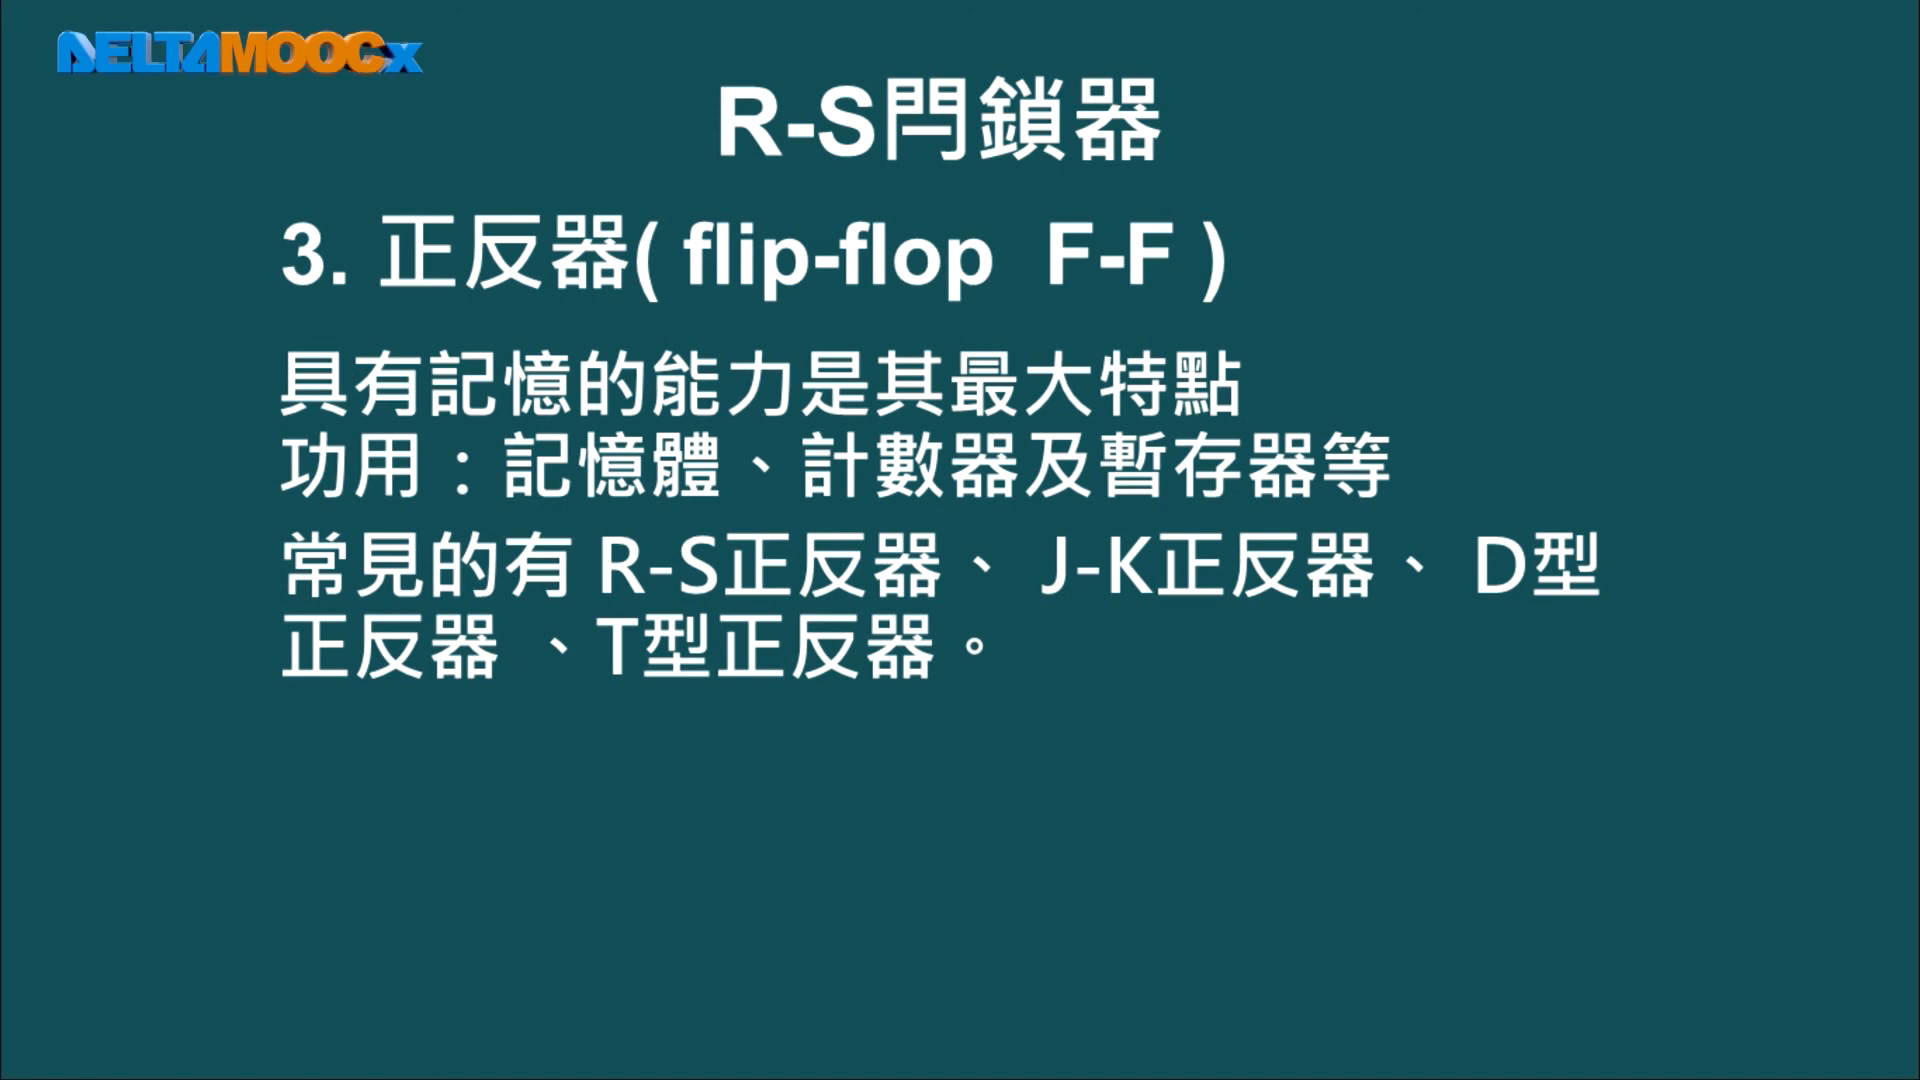 DELTAMOOCx
R-S閂鎖器
3. 正反器( flip-flop F-F )
具有記憶的能力是其最大特點
功用：記憶體、計數器及暫存器等
常見的有 R-S正反器、 J-K正反器、 D型
正反器 、T型正反器。